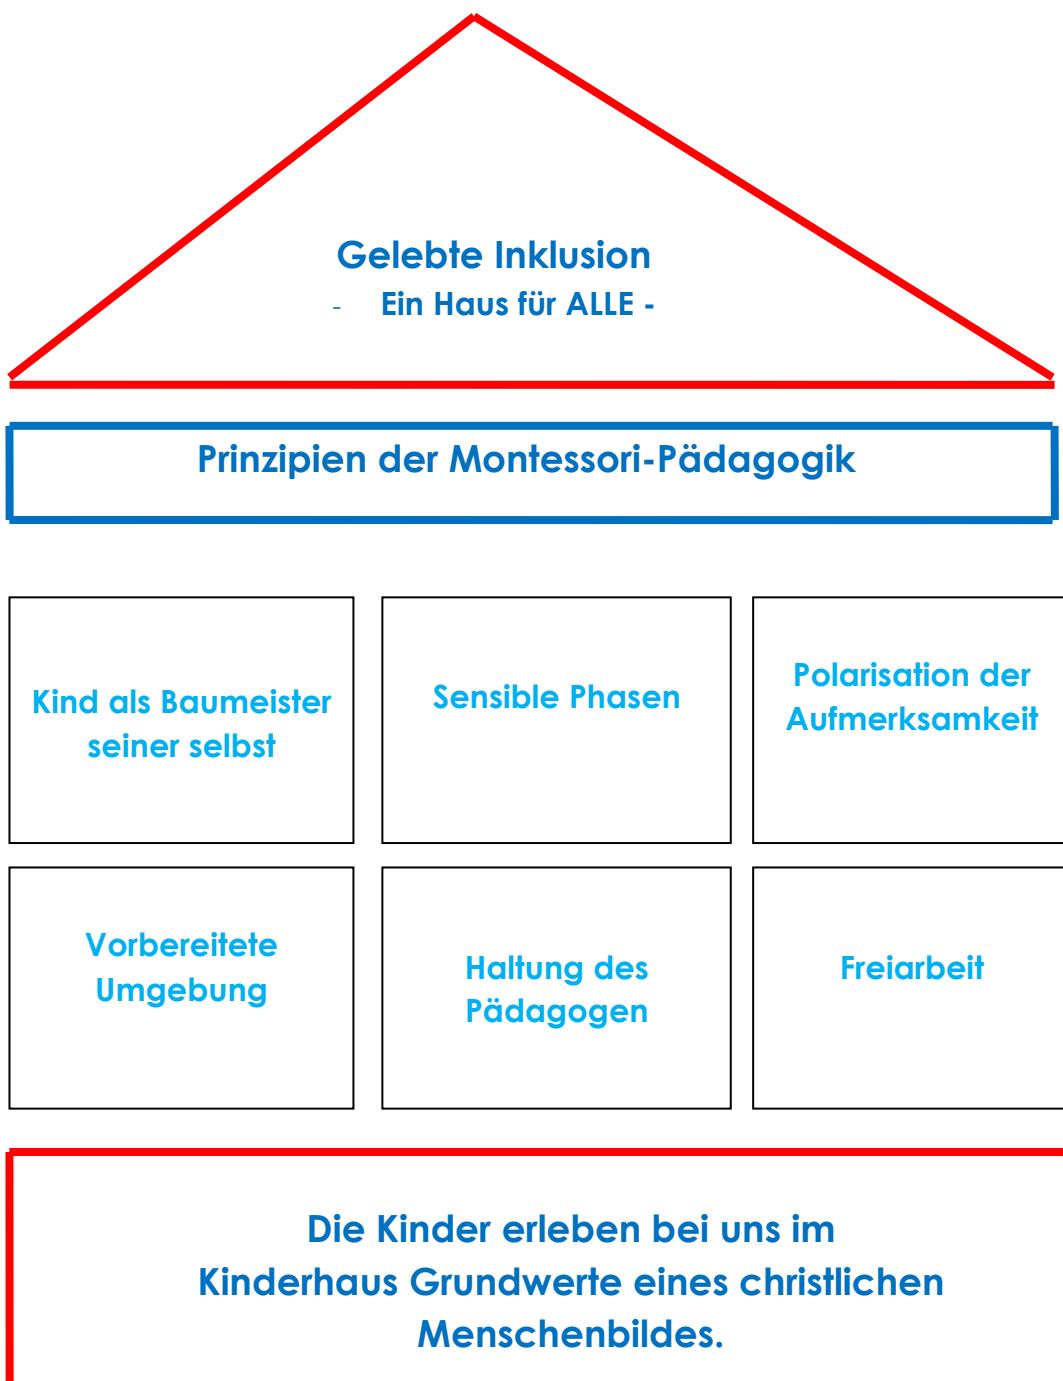 Gelebte Inklusion
- Ein Haus für ALLE -
Prinzipien der Montessori-Pädagogik
Kind als Baumeister
seiner selbst
Sensible Phasen
Polarisation der
Aufmerksamkeit
Vorbereitete
Umgebung
Haltung des
Pädagogen
Freiarbeit
Die Kinder erleben bei uns im
Kinderhaus Grundwerte eines christlichen
Menschenbildes.